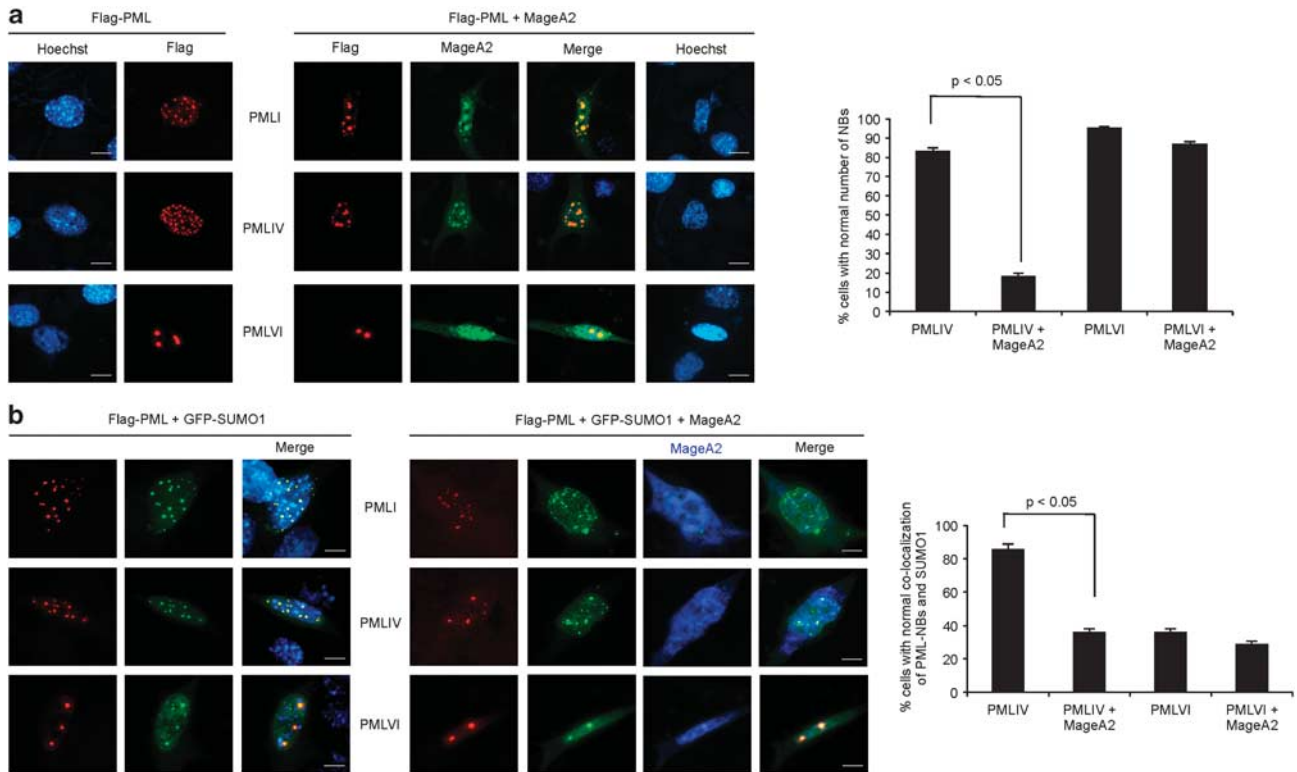 a
Flag-PML
Flag-PML + MageA2
Hoechst
Flag
Flag
MageA2
Merge
Hoechst
PMLI
PMLIV
PMLVI
p < 0.05
% cells with normal number of NBs
100
90
80
70
60
50
40
30
20
10
0
PMLIV
PMLIV +
MageA2
PMLVI
PMLVI +
MageA2
b
Flag-PML + GFP-SUMO1
Flag-PML + GFP-SUMO1 + MageA2
Merge
MageA2
Merge
PMLI
PMLIV
PMLVI
p < 0.05
% cells with normal co-localization
of PML-NBs and SUMO1
100
80
60
40
20
0
PMLIV
PMLIV +
MageA2
PMLVI
PMLVI +
MageA2